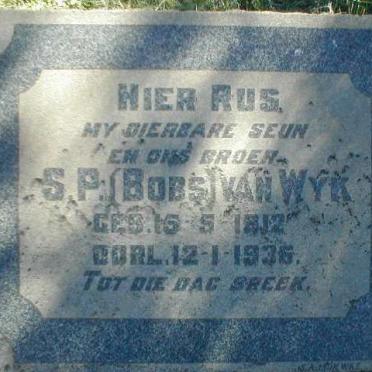 HIER RUS
MY DIERBARE SEUN
EN ONS BROER.
S.P. (BOBS) VAN WYK
GEB. 15-5-1912
OORL. 12-1-1936.
TOT DIE DAG BREEK.